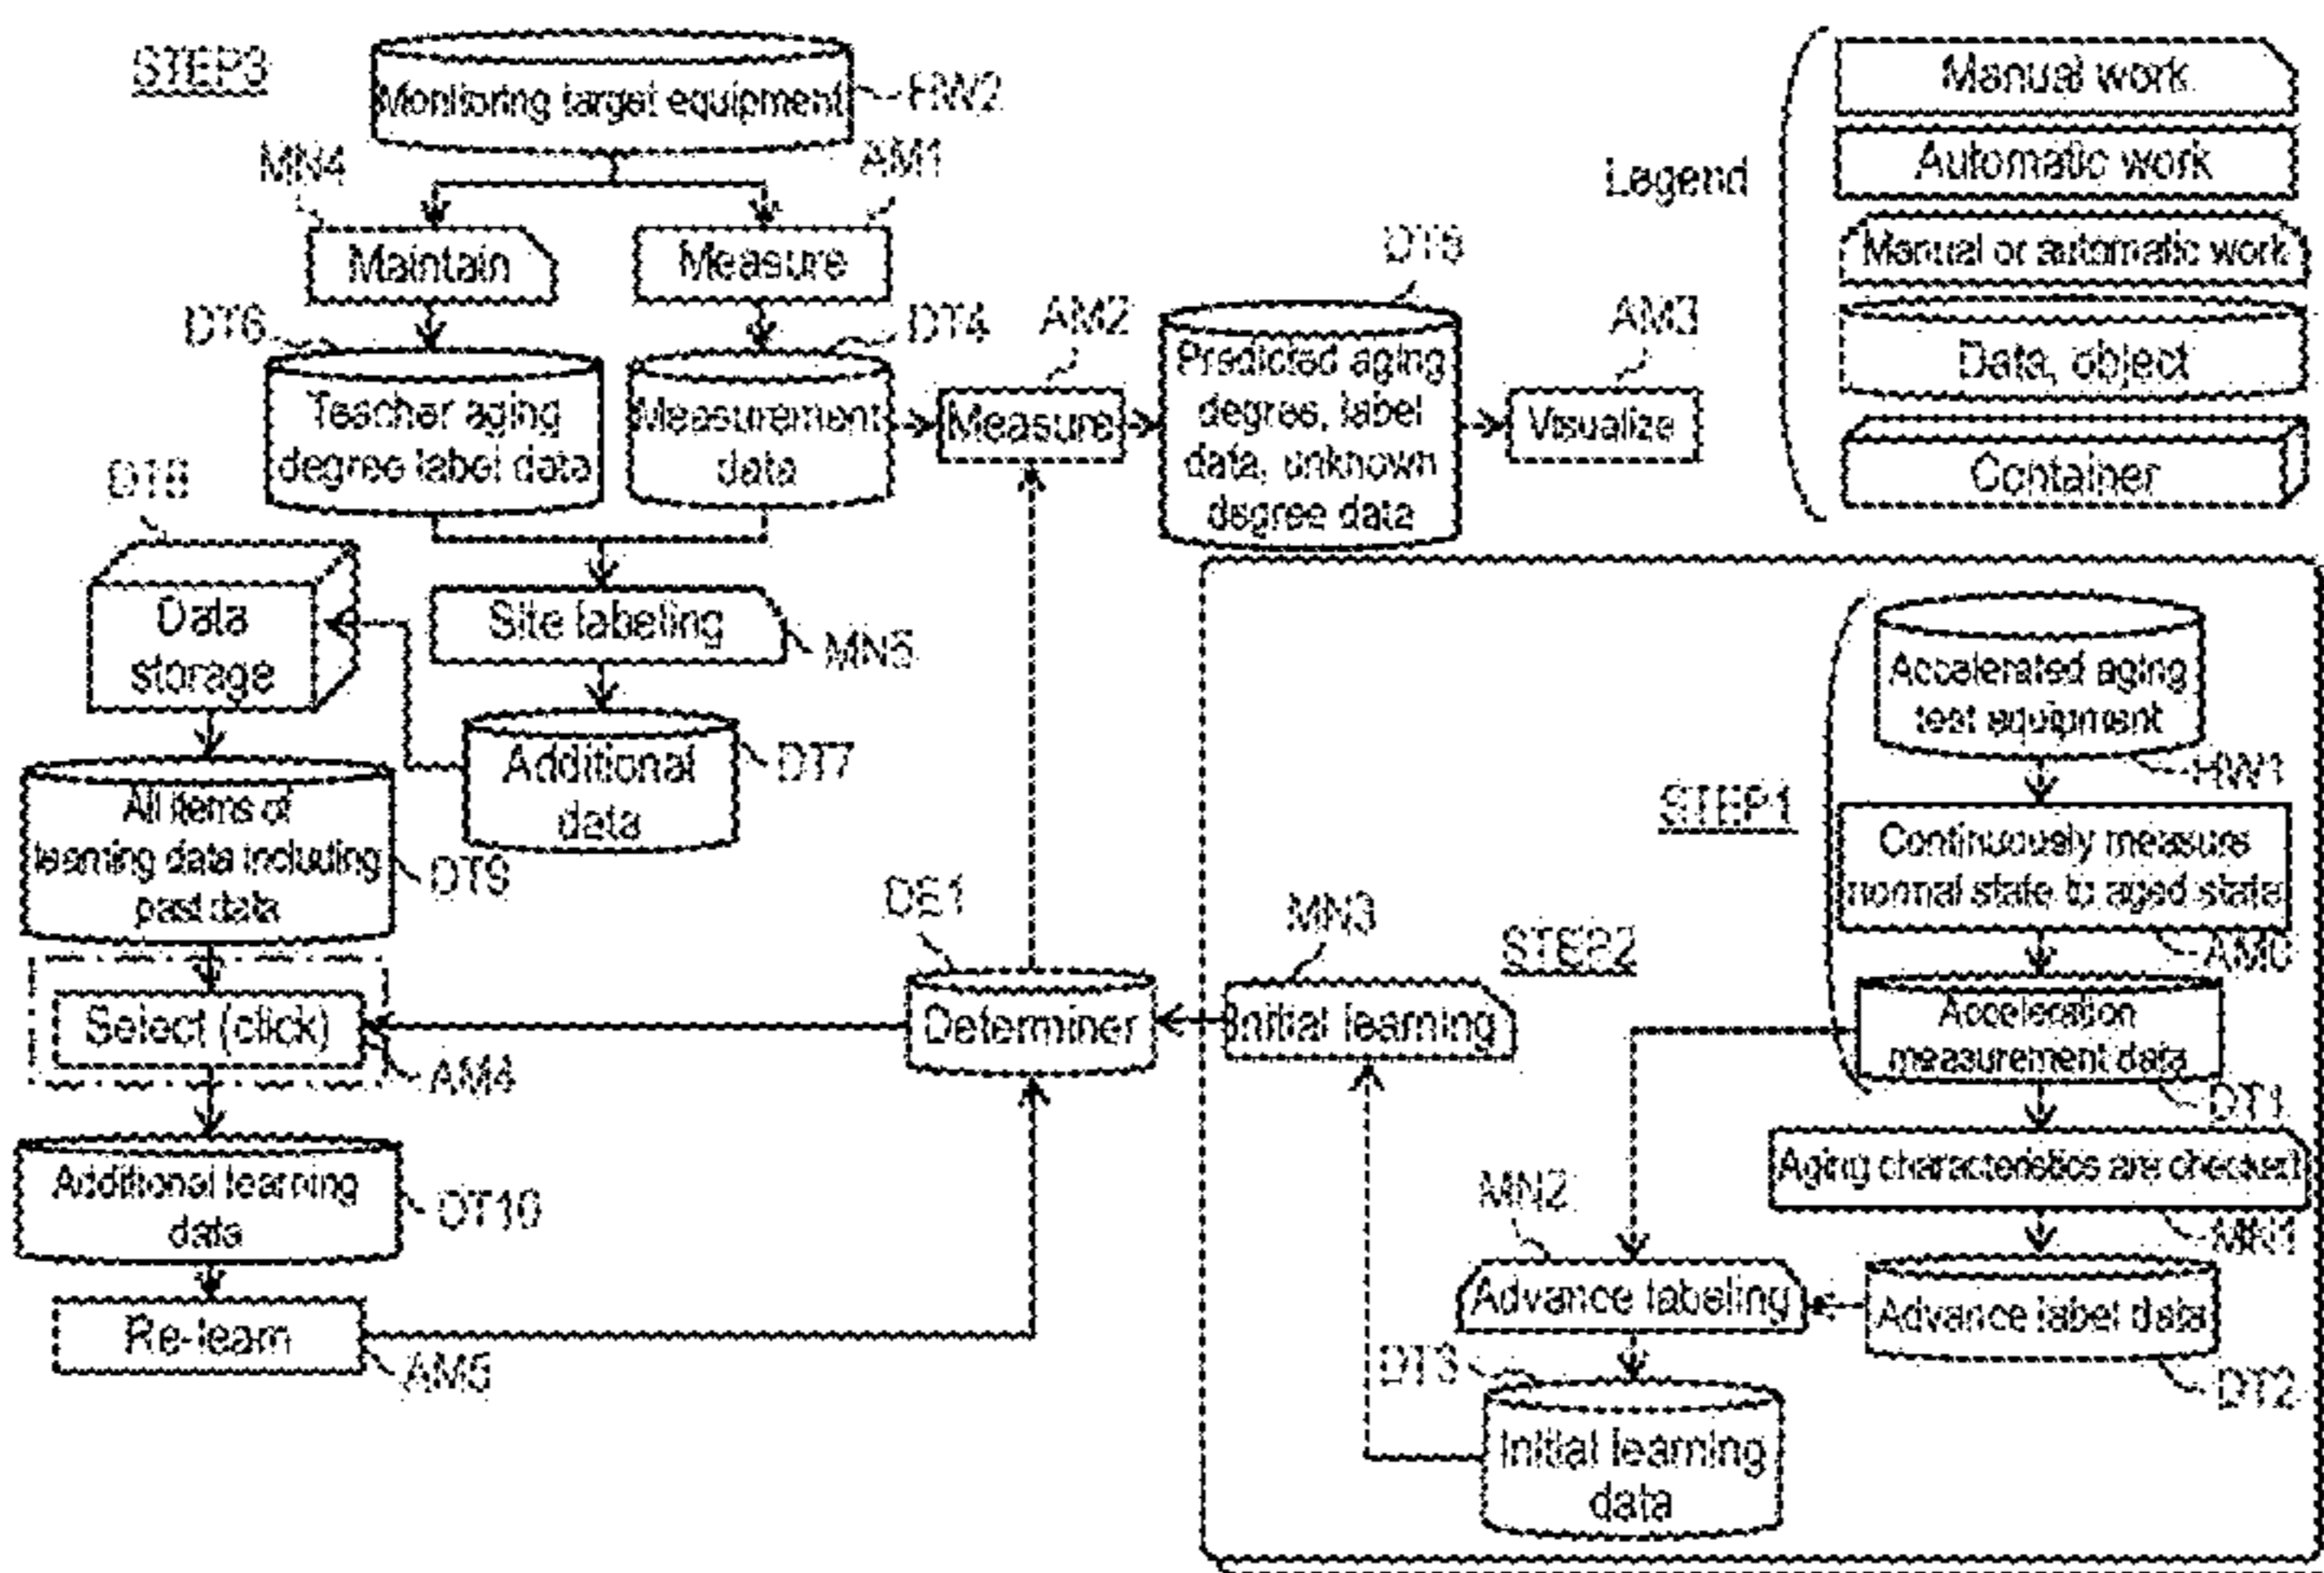 STEP3
Monitoring target equipment
HW2
MN4
AM1
Maintain
Measure
DT6
DT4
Teacher aging
degree label data
Measurement
data
AM2
Measure
Predicted aging
degree, label
data, unknown
degree data
AM3
Visualize
Legend
Manual work
Automatic work
Manual or automatic work
Data, object
Container
DT8
Data
storage
Site labeling
MN5
Additional
data
DT7
All items of
learning data including
past data
DT9
Select (click)
AM4
Additional learning
data
DT10
Re-learn
AM5
DE1
Determiner
MN3
Initial learning
STEP2
STEP1
Accelerated aging
test equipment
HW1
Continuously measure
normal state to aged state
AM0
Acceleration
measurement data
DT1
Aging characteristics are checked
MN1
MN2
Advance labeling
Advance label data
DT2
DT3
Initial learning
data